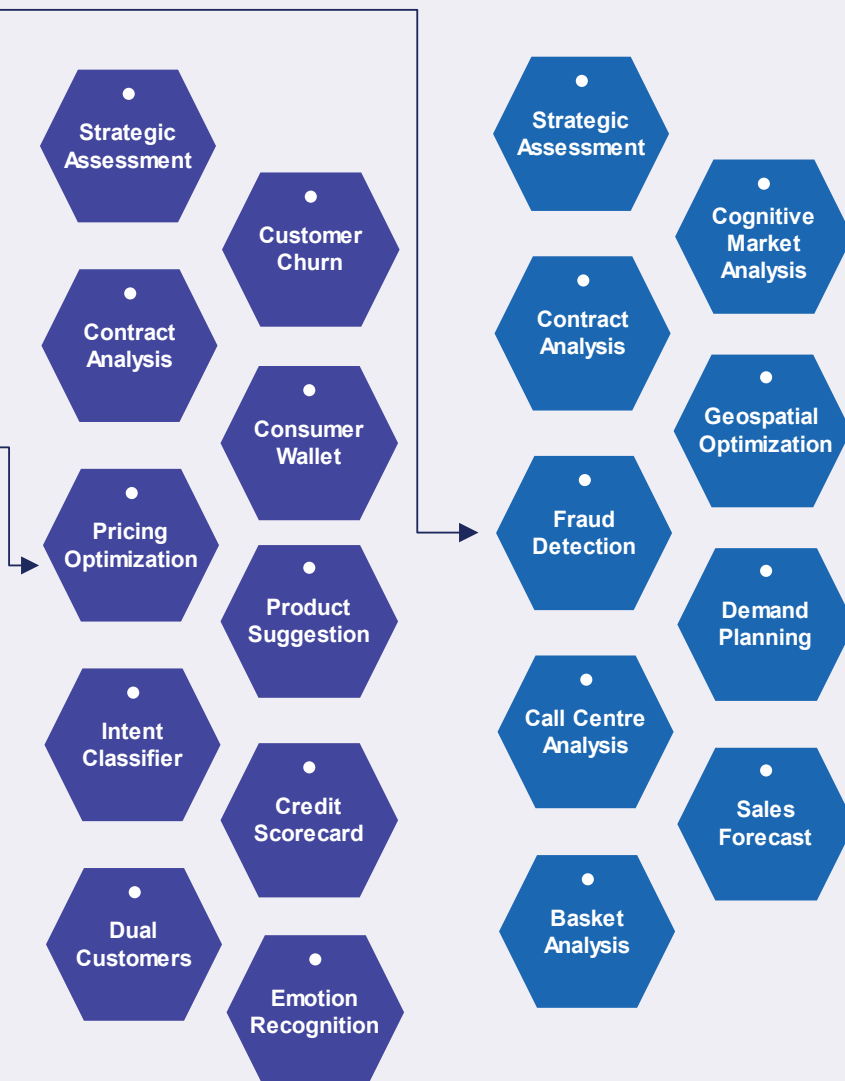 Strategic
Assessment
Customer
Churn
Contract
Analysis
Consumer
Wallet
Pricing
Optimization
Product
Suggestion
Intent
Classifier
Credit
Scorecard
Dual
Customers
Emotion
Recognition
Strategic
Assessment
Cognitive
Market
Analysis
Contract
Analysis
Geospatial
Optimization
Fraud
Detection
Demand
Planning
Call Centre
Analysis
Sales
Forecast
Basket
Analysis